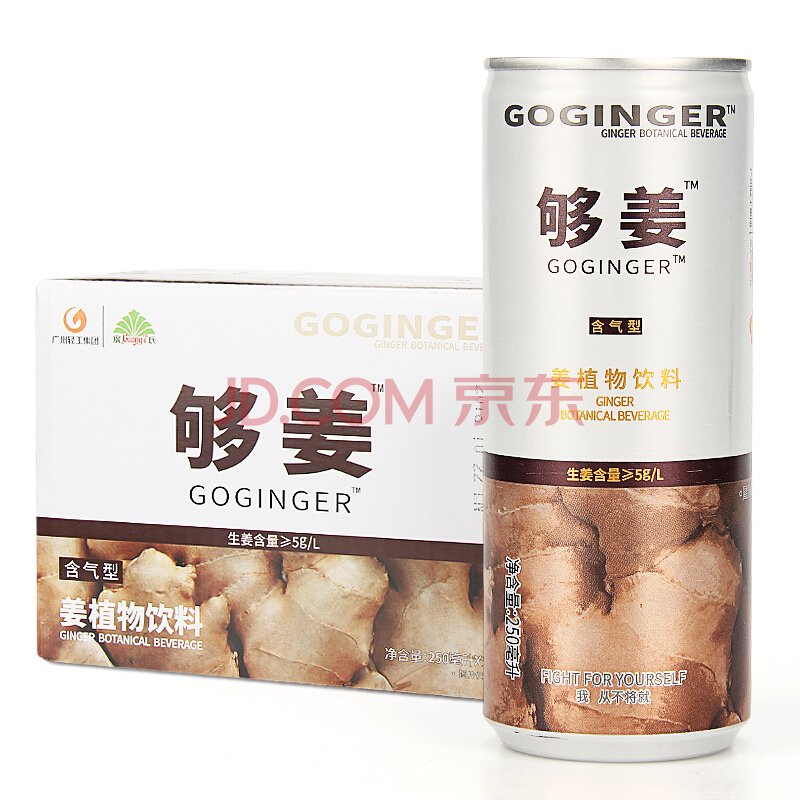 GOGINGER™
GINGER BOTANICAL BEVERAGE
够姜™
GOGINGER™
含气型
姜植物饮料
GINGER
BOTANICAL BEVERAGE
生姜含量≥5g/L
净含量:250毫升
FIGHT FOR YOURSELF
我 从不将就
广州轻工集团
GOGINGER
GINGER BOTANICAL BEVERAGE
够姜™
GOGINGER™
生姜含量≥5g/L
含气型
姜植物饮料
GINGER BOTANICAL BEVERAGE
净含量:250毫升×
JD.COM 京东